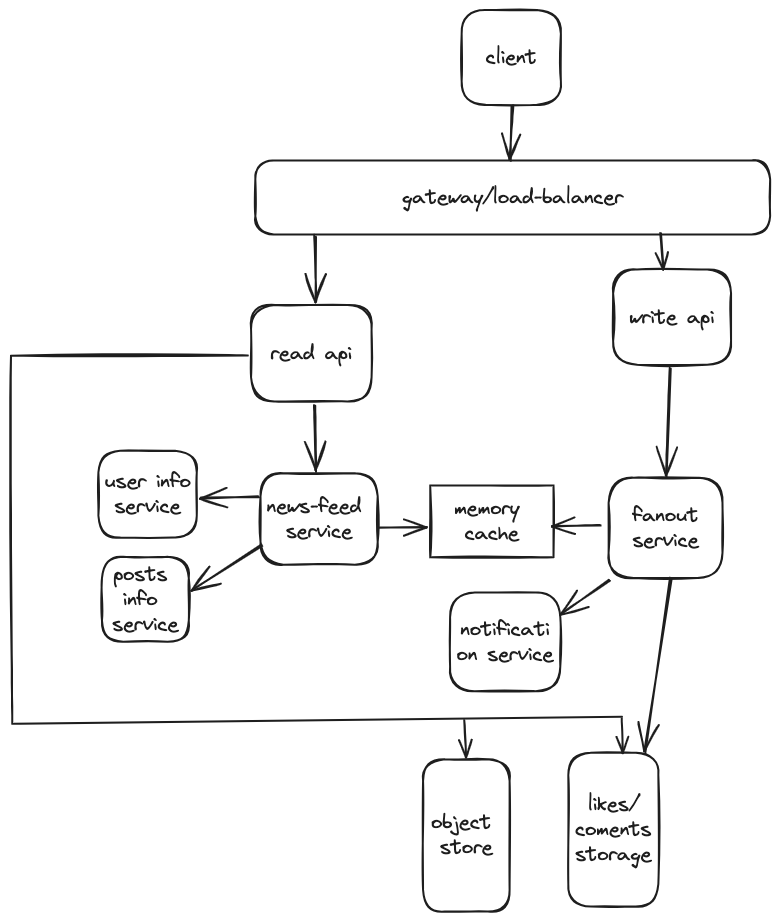 client
gateway/load-balancer
write api
read api
user info
service
news-feed
service
memory
cache
fanout
service
posts
info
service
notificati
on service
object
store
likes/
coments
storage